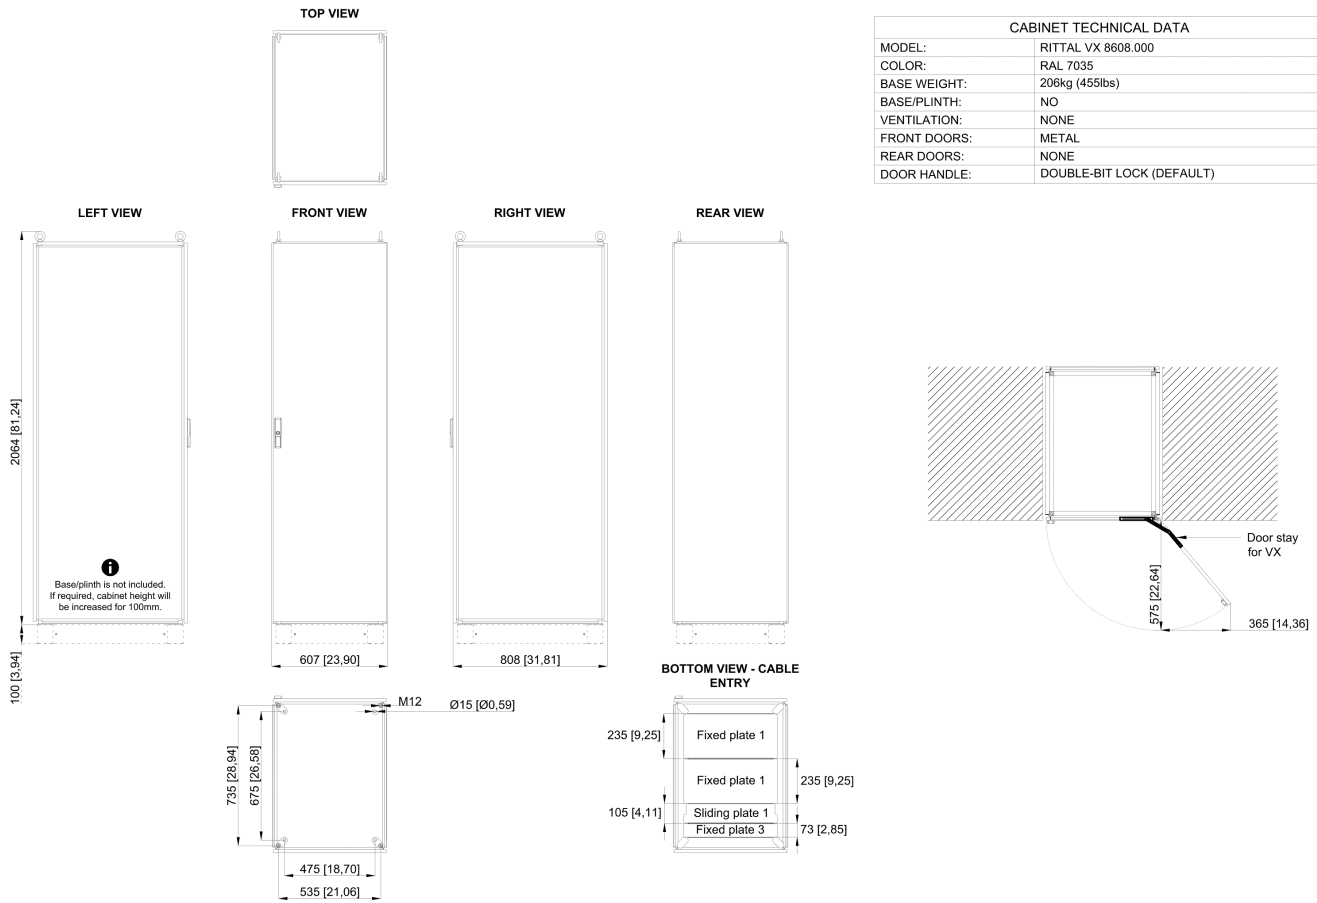 TOP VIEW
CABINET TECHNICAL DATA
MODEL: RITTAL VX 8608.000
COLOR: RAL 7035
BASE WEIGHT: 206kg (455lbs)
BASE/PLINTH: NO
VENTILATION: NONE
FRONT DOORS: METAL
REAR DOORS: NONE
DOOR HANDLE: DOUBLE-BIT LOCK (DEFAULT)
LEFT VIEW
FRONT VIEW
RIGHT VIEW
REAR VIEW
2064 [81,24]
i
Base/plinth is not included.
If required, cabinet height will
be increased for 100mm.
100 [3,94]
607 [23,90]
808 [31,81]
Door stay
for VX
575 [22,64]
365 [14,36]
BOTTOM VIEW - CABLE
ENTRY
M12
Ø15 [Ø0,59]
735 [28,94]
675 [26,58]
475 [18,70]
535 [21,06]
235 [9,25]
Fixed plate 1
Fixed plate 1
235 [9,25]
105 [4,11]
Sliding plate 1
Fixed plate 3
73 [2,85]